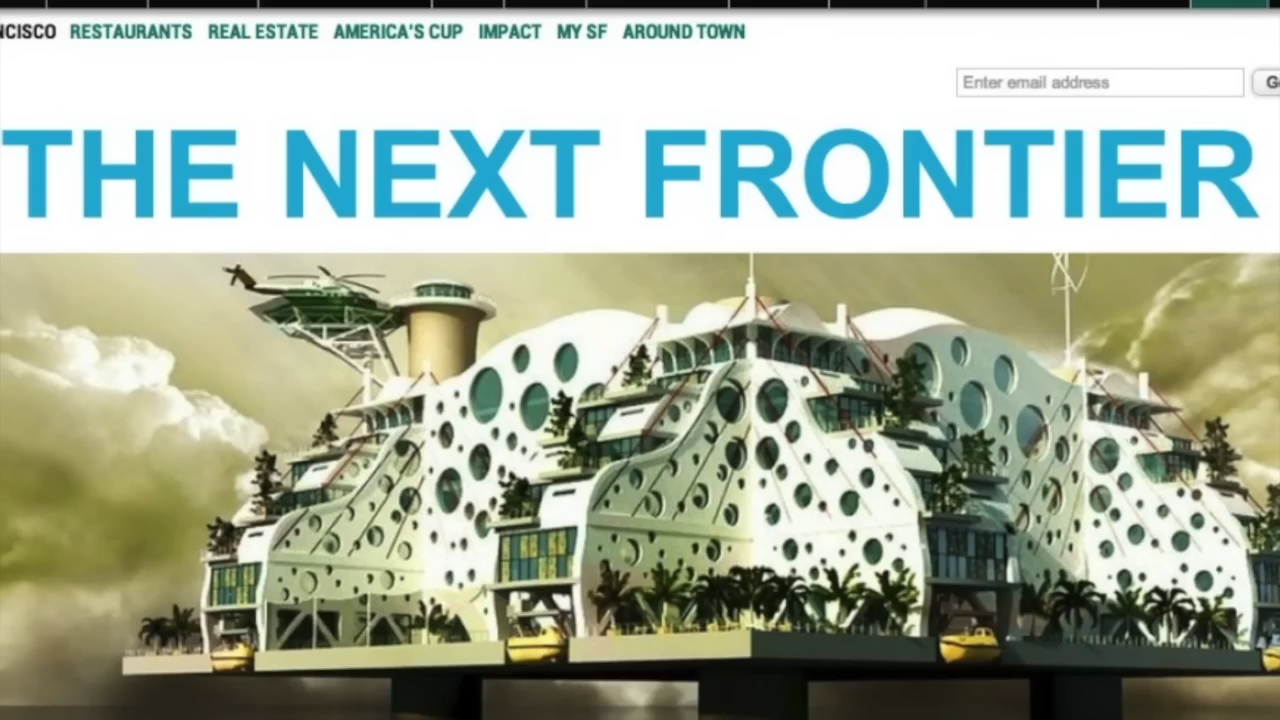 NCISCO RESTAURANTS REAL ESTATE AMERICA'S CUP IMPACT MY SF AROUND TOWN
Enter email address
THE NEXT FRONTIER